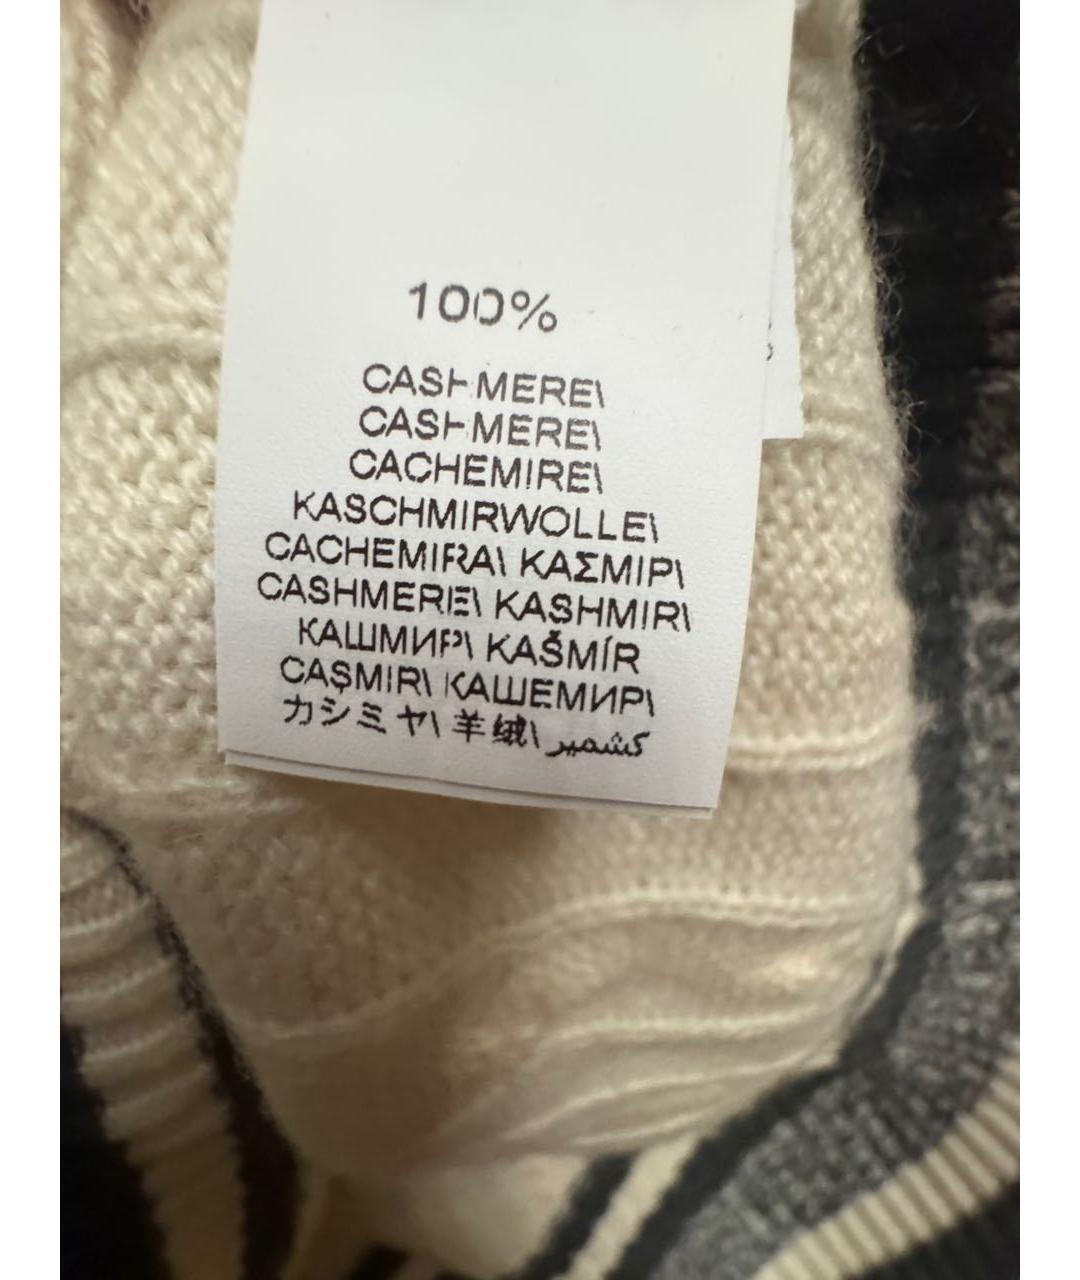 100%
CASHMERE\
CASHMERE\
CACHEMIRE\
KASCHMIRWOLLE\
CACHEMIRA\ ΚΑΣΜΙΡ\
CASHMERE\ KASHMIR\
КАШМИР\ KAŠMÍR
CAŞMIR\ КАШЕМИР\
カシミヤ\ 羊绒\ كشمير